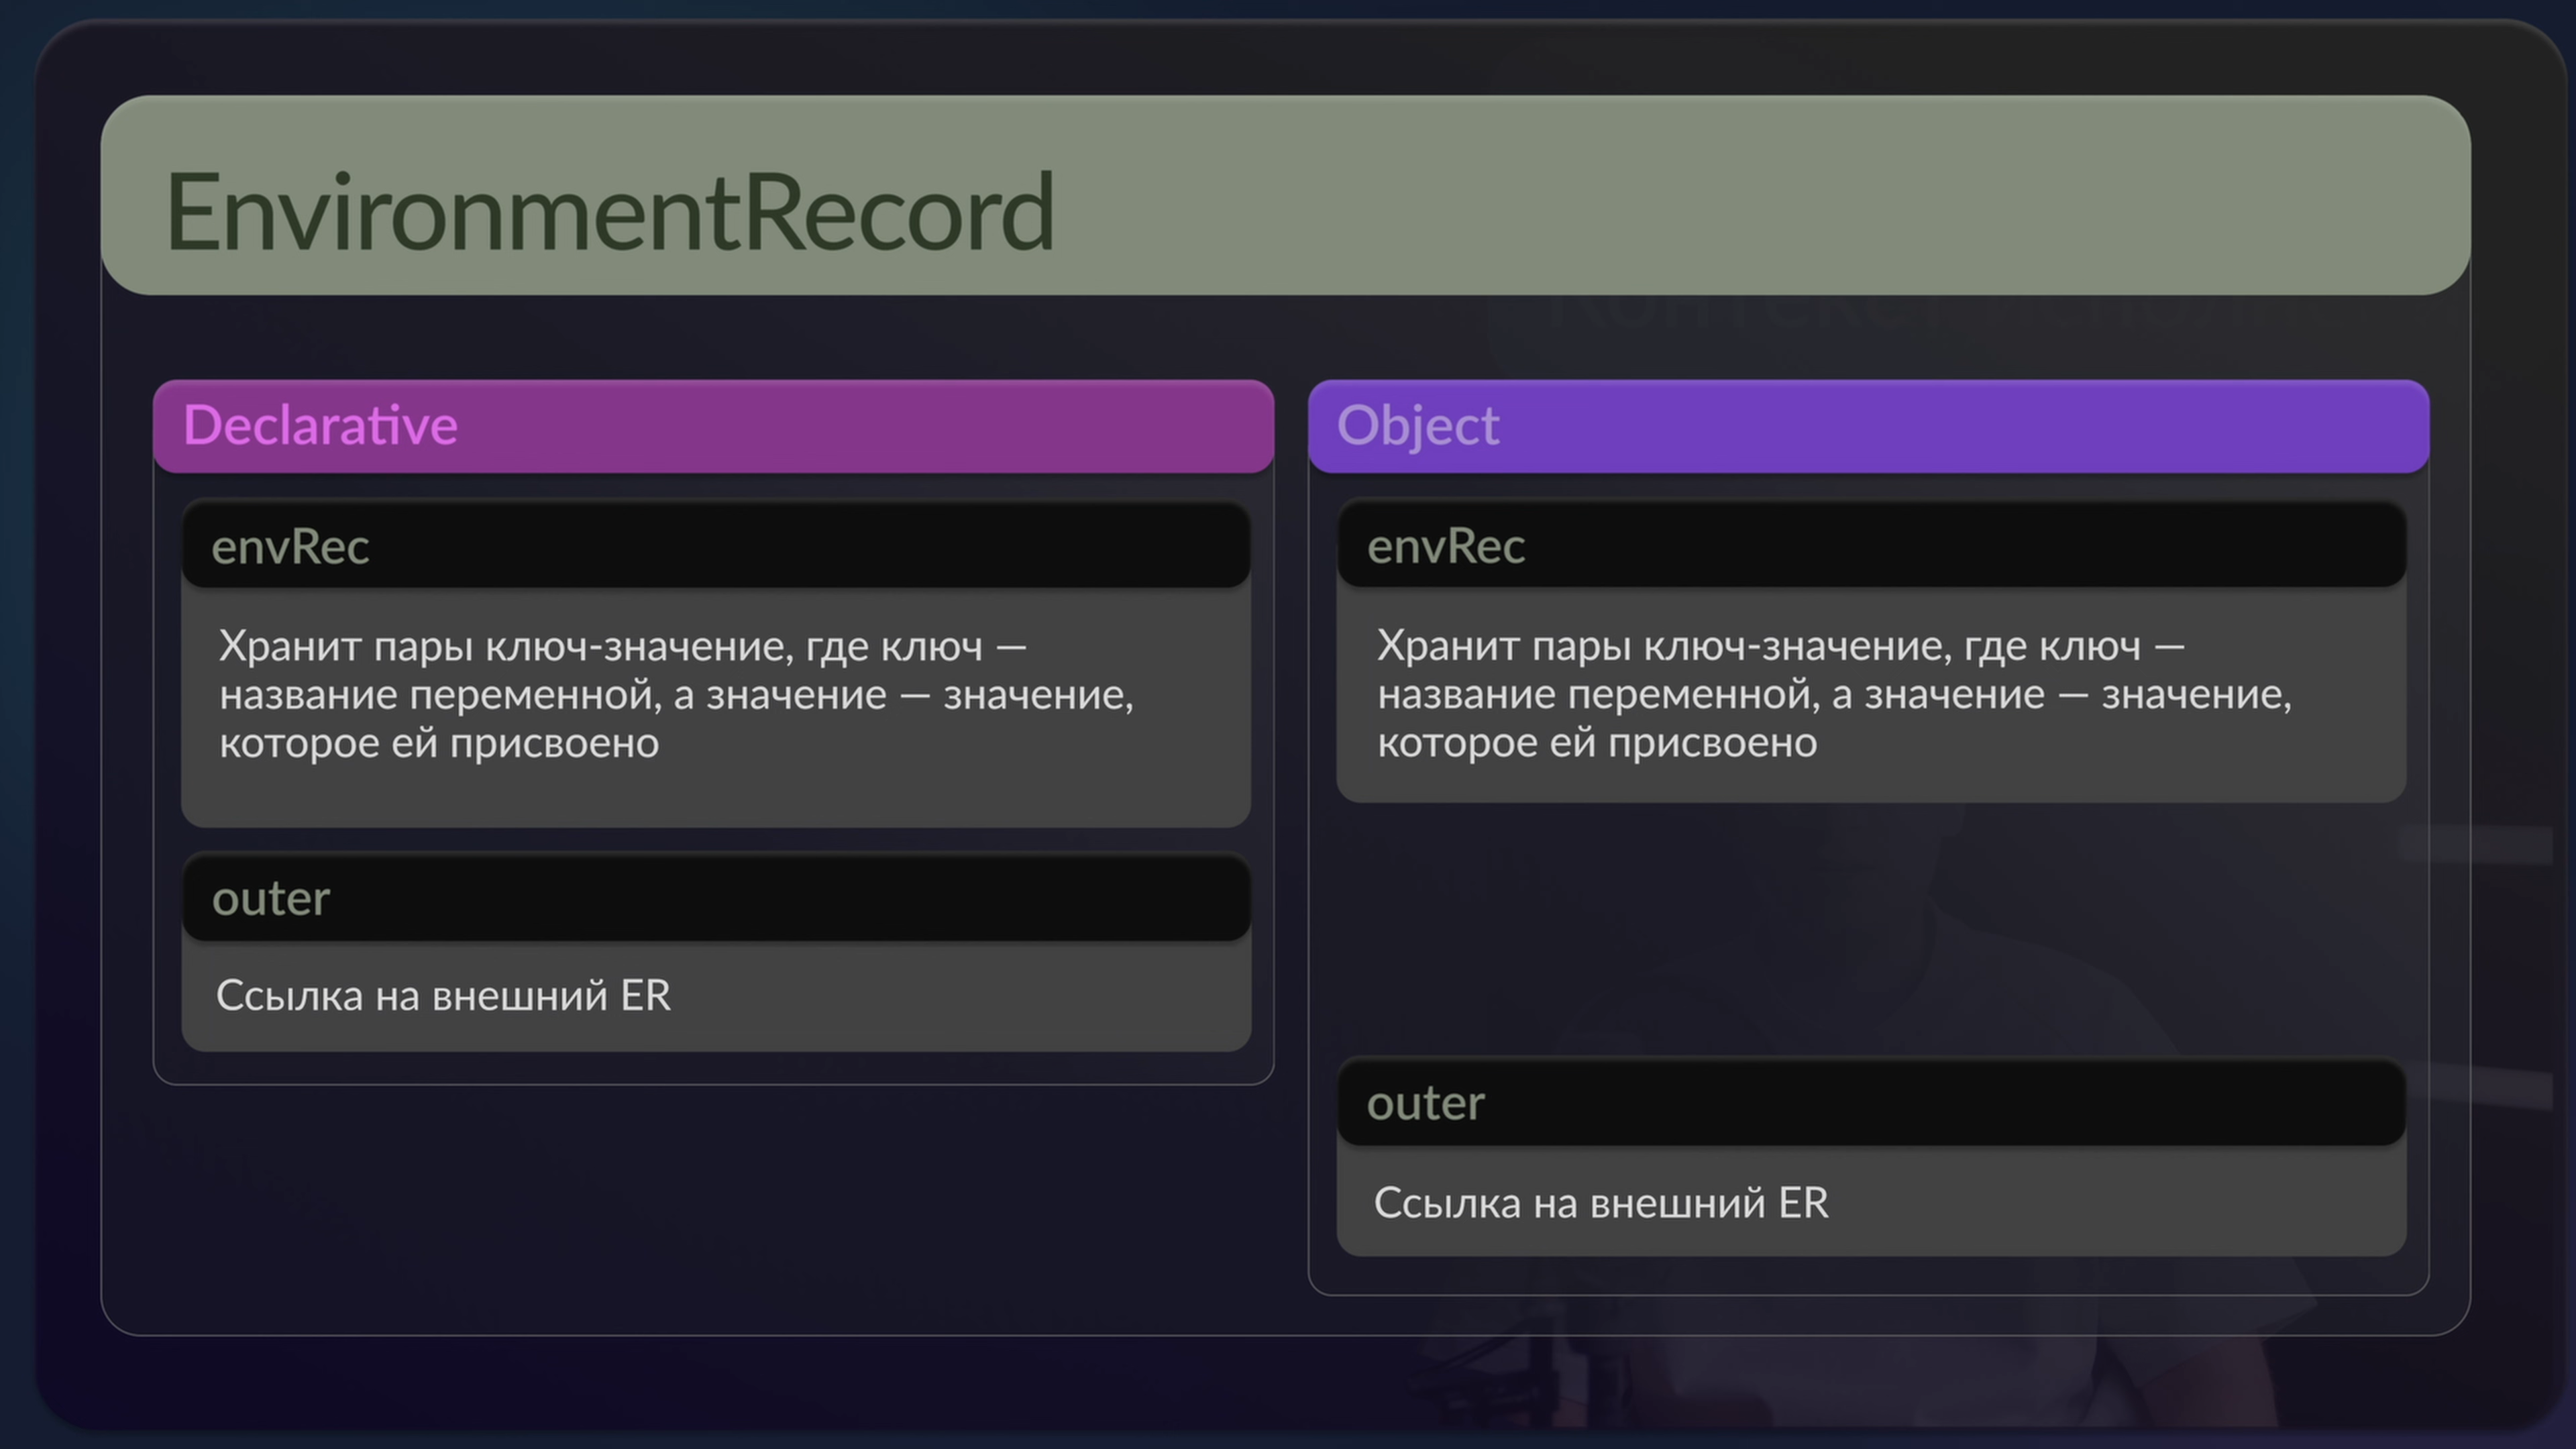 EnvironmentRecord
Declarative
envRec
Хранит пары ключ-значение, где ключ —
название переменной, а значение — значение,
которое ей присвоено
outer
Ссылка на внешний ER
Object
envRec
Хранит пары ключ-значение, где ключ —
название переменной, а значение — значение,
которое ей присвоено
outer
Ссылка на внешний ER